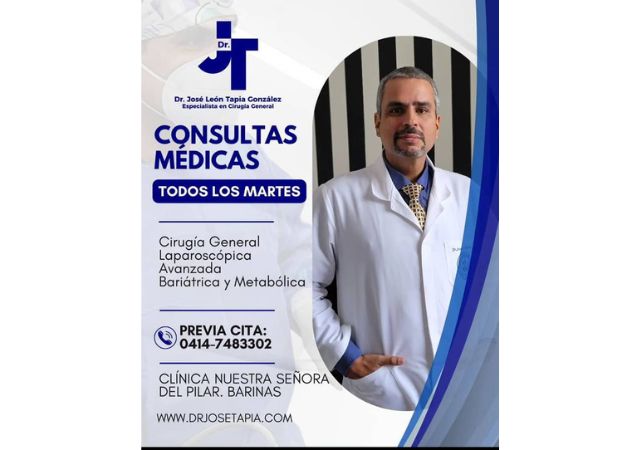 Dr.
JT
Dr. José León Tapia González
Especialista en Cirugía General
CONSULTAS
MÉDICAS
TODOS LOS MARTES
Cirugía General
Laparoscópica
Avanzada
Bariátrica y Metabólica
PREVIA CITA:
0414-7483302
CLÍNICA NUESTRA SEÑORA
DEL PILAR. BARINAS
WWW.DRJOSETAPIA.COM